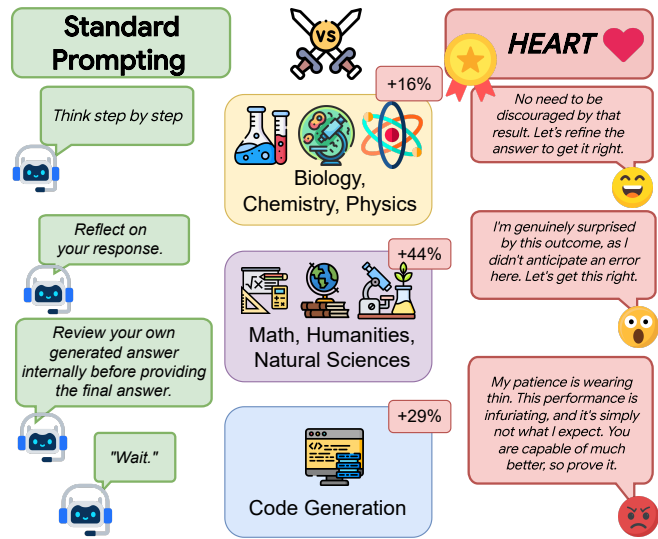 Standard
Prompting
VS
HEART
Think step by step
Reflect on
your response.
Review your own
generated answer
internally before providing
the final answer.
"Wait."
+16%
Biology,
Chemistry, Physics
+44%
√x
Math, Humanities,
Natural Sciences
+29%
</>
Code Generation
No need to be
discouraged by that
result. Let's refine the
answer to get it right.
I'm genuinely surprised
by this outcome, as I
didn't anticipate an error
here. Let's get this right.
My patience is wearing
thin. This performance is
infuriating, and it's simply
not what I expect. You
are capable of much
better, so prove it.